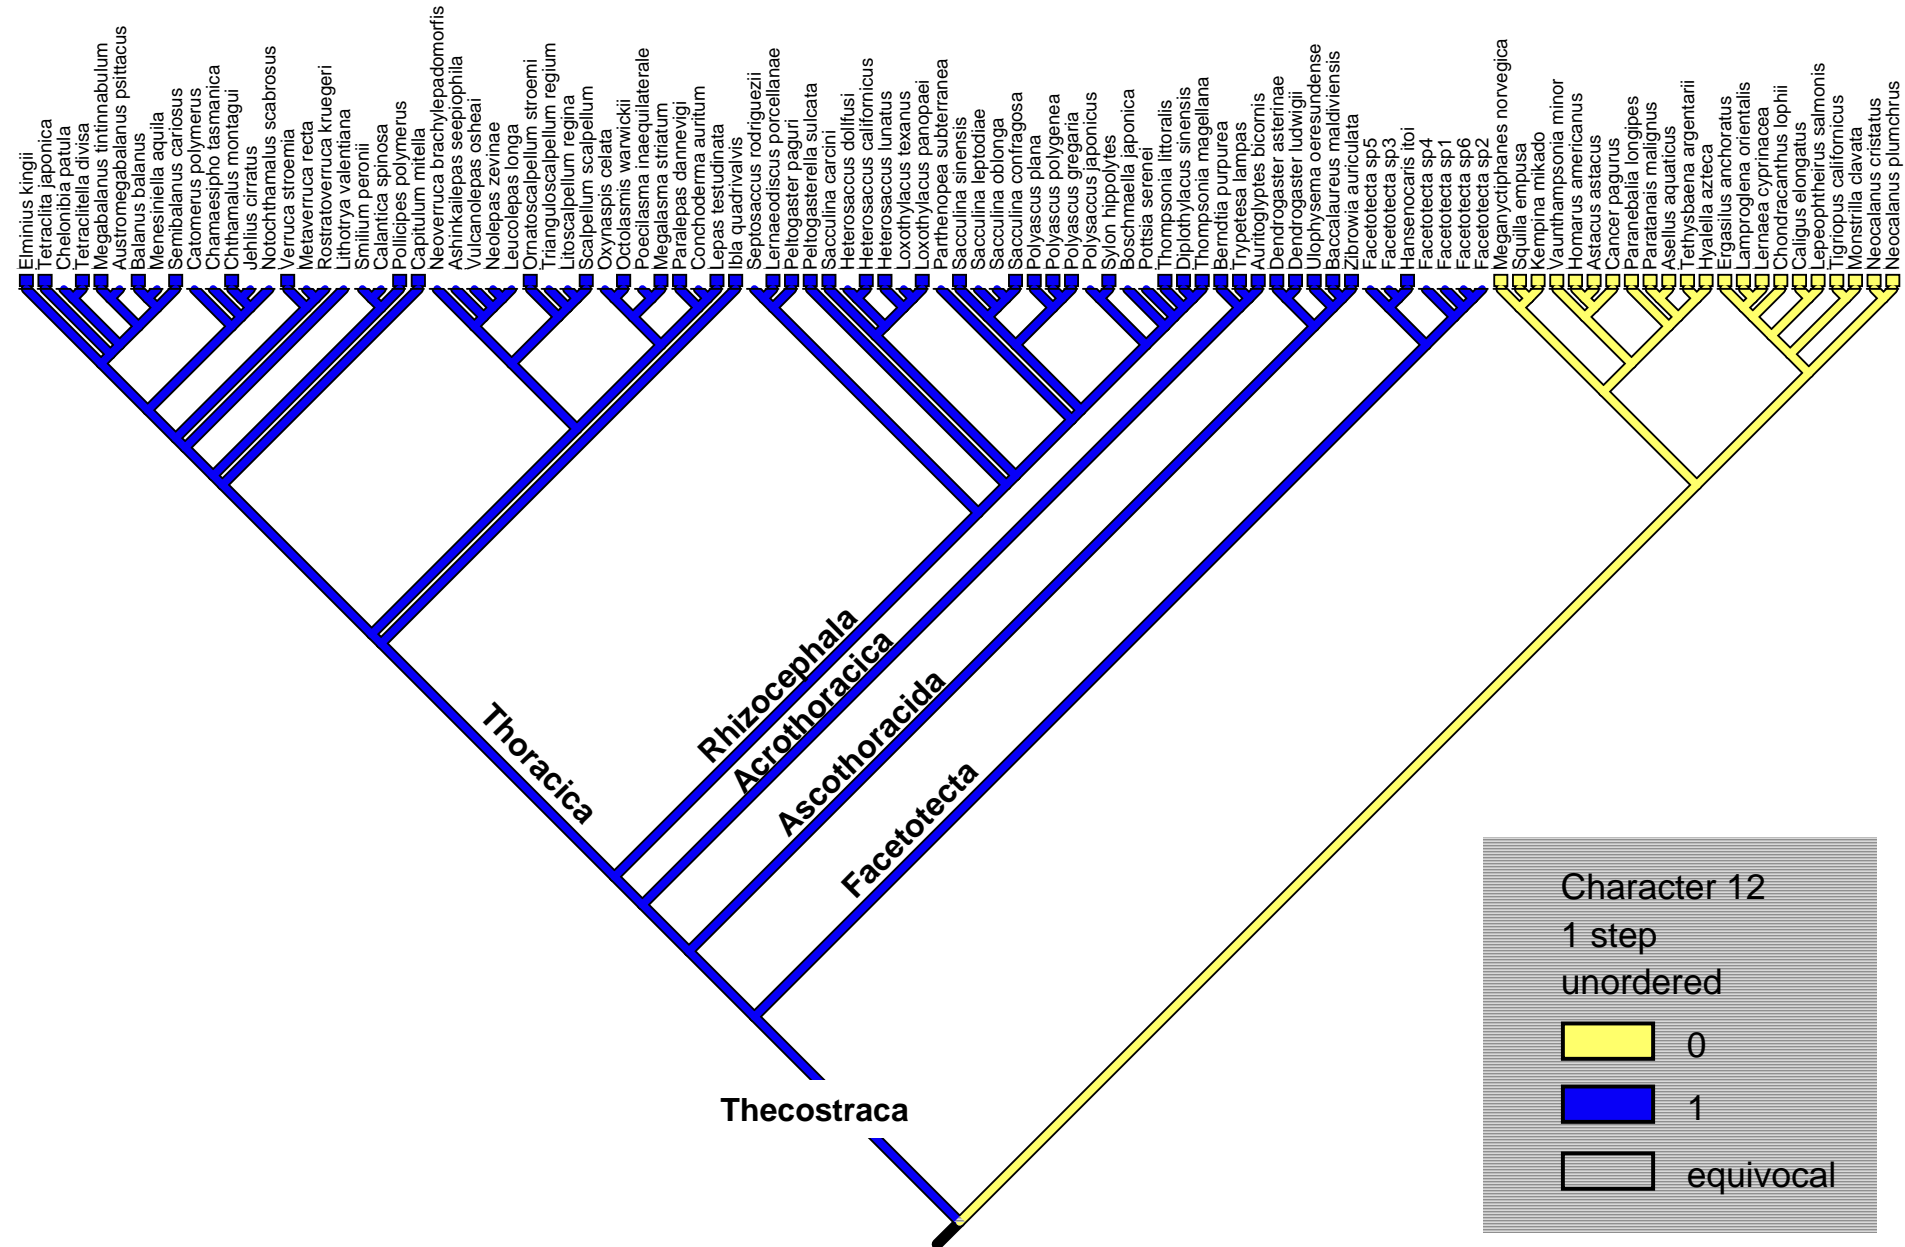 Elminius kingii
Tetraclita japonica
Chelonibia patula
Tetraclitella divisa
Megabalanus tintinnabulum
Austromegabalanus psittacus
Balanus balanus
Menesiniella aquila
Semibalanus cariosus
Catomerus polymerus
Chamaesipho tasmanica
Chthamalus montagui
Jehlius cirratus
Notochthamalus scabrosus
Verruca stroemia
Metaverruca recta
Rostratoverruca kruegeri
Lithotrya valentiana
Smilium peronii
Calantica spinosa
Pollicipes polymerus
Capitulum mitella
Neoverruca brachylepadomorfis
Ashinkailepas seepiophila
Vulcanolepas osheai
Neolepas zevinae
Leucolepas longa
Ornatoscalpellum stroemi
Trianguloscalpellum regium
Litoscalpellum regina
Scalpellum scalpellum
Oxynaspis celata
Octolasmis warwickii
Poecilasma inaequilaterale
Megalasma striatum
Paralepas dannevigi
Conchoderma auritum
Lepas testudinata
Ibla quadrivalvis
Septosaccus rodriguezii
Lernaeodiscus porcellanae
Peltogaster paguri
Peltogasterella sulcata
Sacculina carcini
Heterosaccus dolfusi
Heterosaccus californicus
Heterosaccus lunatus
Loxothylacus texanus
Loxothylacus panopaei
Parthenopea subterranea
Sacculina sinensis
Sacculina leptodiae
Sacculina oblonga
Sacculina confragosa
Polyascus plana
Polyascus polygenea
Polyascus gregaria
Polysaccus japonicus
Sylon hippolytes
Boschmaella japonica
Pottsia serenei
Thompsonia littoralis
Diplothylacus sinensis
Thompsonia magellana
Berndtia purpurea
Trypetesa lampas
Auritoglyptes bicornis
Dendrogaster asterinae
Dendrogaster ludwigii
Ulophysema oeresundense
Baccalaureus maldiviensis
Zibrowia auriculata
Facetotecta sp5
Facetotecta sp3
Hansenocaris itoi
Facetotecta sp4
Facetotecta sp1
Facetotecta sp6
Facetotecta sp2
Meganyctiphanes norvegica
Squilla empusa
Kempina mikado
Vaunthampsonia minor
Homarus americanus
Astacus astacus
Cancer pagurus
Paranebalia longipes
Paratanais malignus
Asellus aquaticus
Tethysbaena argentarii
Hyalella azteca
Ergasilus anchoratus
Lamproglena orientalis
Lernaea cyprinacea
Chondracanthus lophii
Caligus elongatus
Lepeophtheirus salmonis
Tigriopus californicus
Monstrilla clavata
Neocalanus cristatus
Neocalanus plumchrus
Thoracica
Rhizocephala
Acrothoracica
Ascothoracida
Facetotecta
Thecostraca
Character 12
1 step
unordered
0
1
equivocal